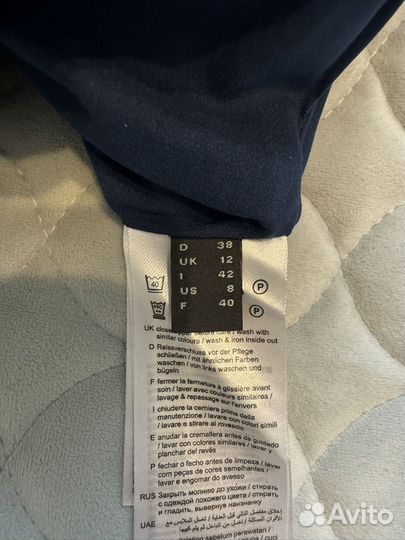 D 38
UK 12
I 42
US 8
F 40
40
P
P
UK close before care / wash with
similar colours / wash & iron inside out
D Reissverschluss vor der Pflege
schließen / mit ähnlichen Farben
waschen / von links waschen und
bügeln
F fermer la fermeture à glissière avant
lavage / laver avec couleurs similaires /
lavage & repassage sur l'envers
I chiudere la cerniera prima della
manutenzione / lavare con colori simili
/ lavare e stirare al rovescio
E anudar la cremallera antes de guidado
/ lavar con colores similares / lavar y
planchar del revés
P fechar o fecho antes de limpeza / lavar
com peças de cores semelhantes /
lavar e engomar do avesso
RUS Закрыть молнию до ухода / стирать
с одеждой похожего цвета / стирать
и гладить, вывернув наизнанку
UAE
sebelum perawatan /
Avito